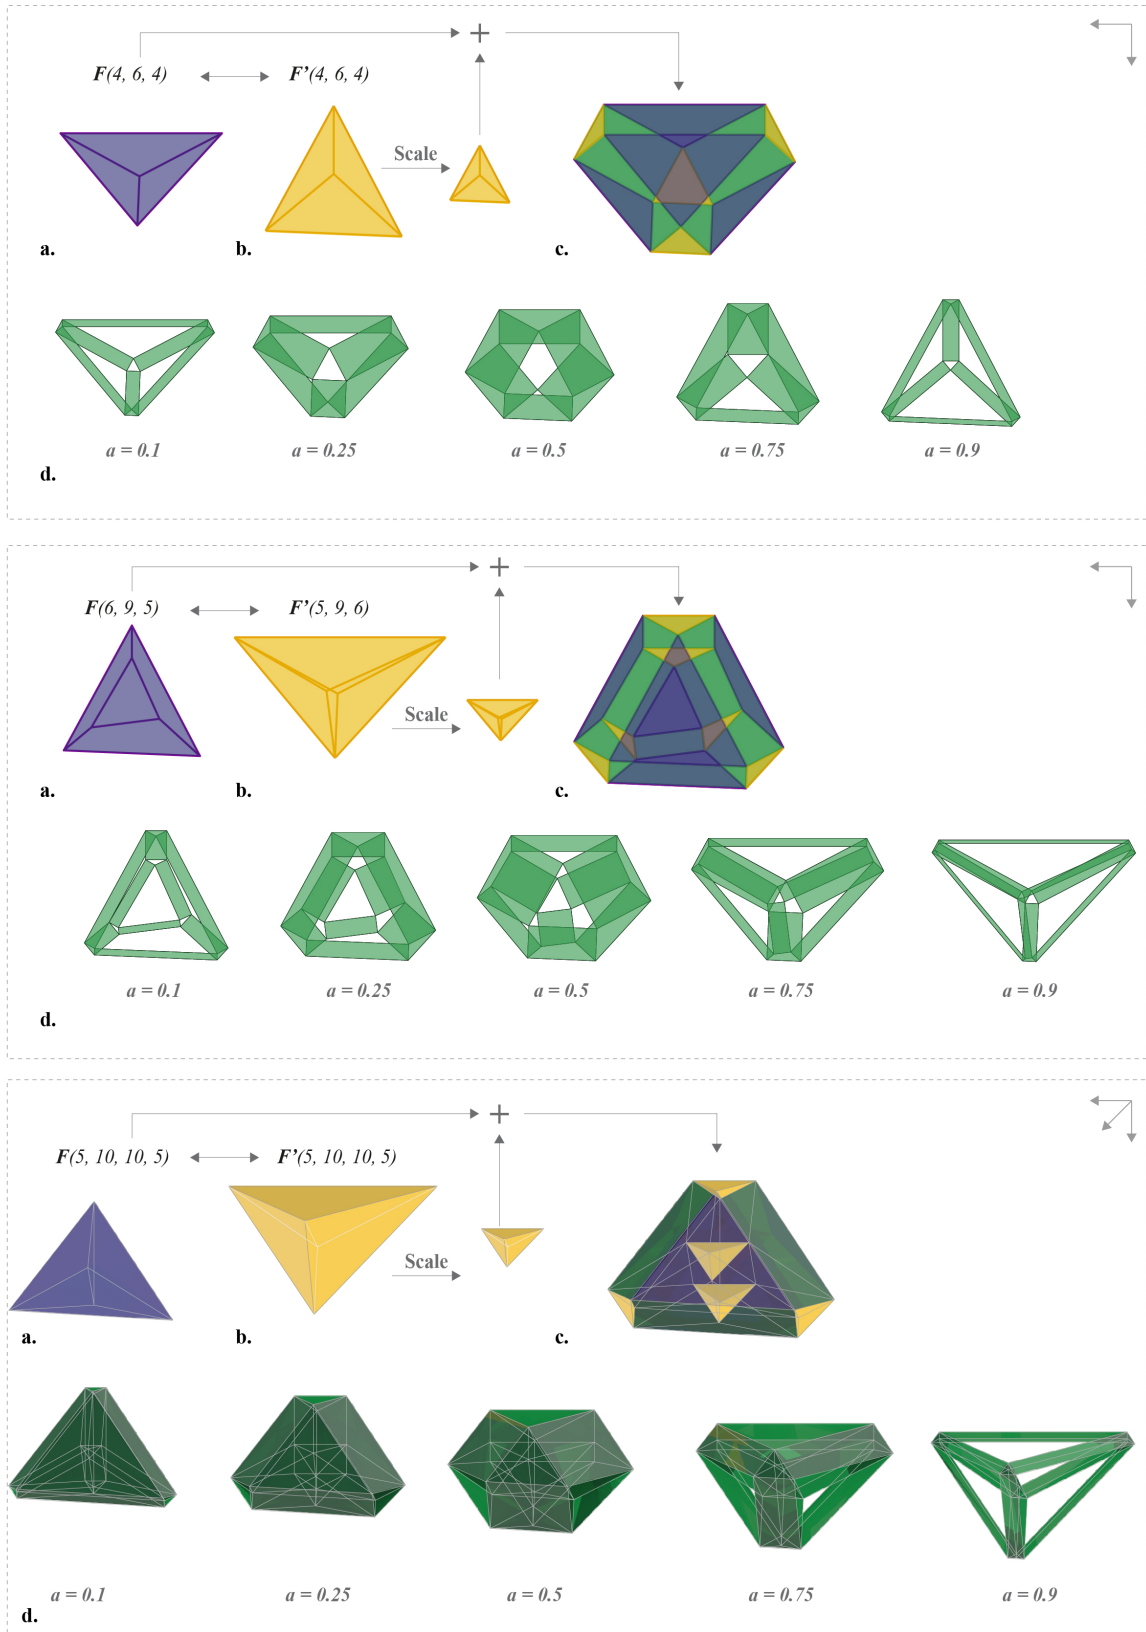 +
F(4, 6, 4) F’(4, 6, 4)
Scale
a. b. c.
a = 0.1 a = 0.25 a = 0.5 a = 0.75 a = 0.9
d.
+
F(6, 9, 5) F’(5, 9, 6)
Scale
a. b. c.
a = 0.1 a = 0.25 a = 0.5 a = 0.75 a = 0.9
d.
+
F(5, 10, 10, 5) F’(5, 10, 10, 5)
Scale
a. b. c.
a = 0.1 a = 0.25 a = 0.5 a = 0.75 a = 0.9
d.